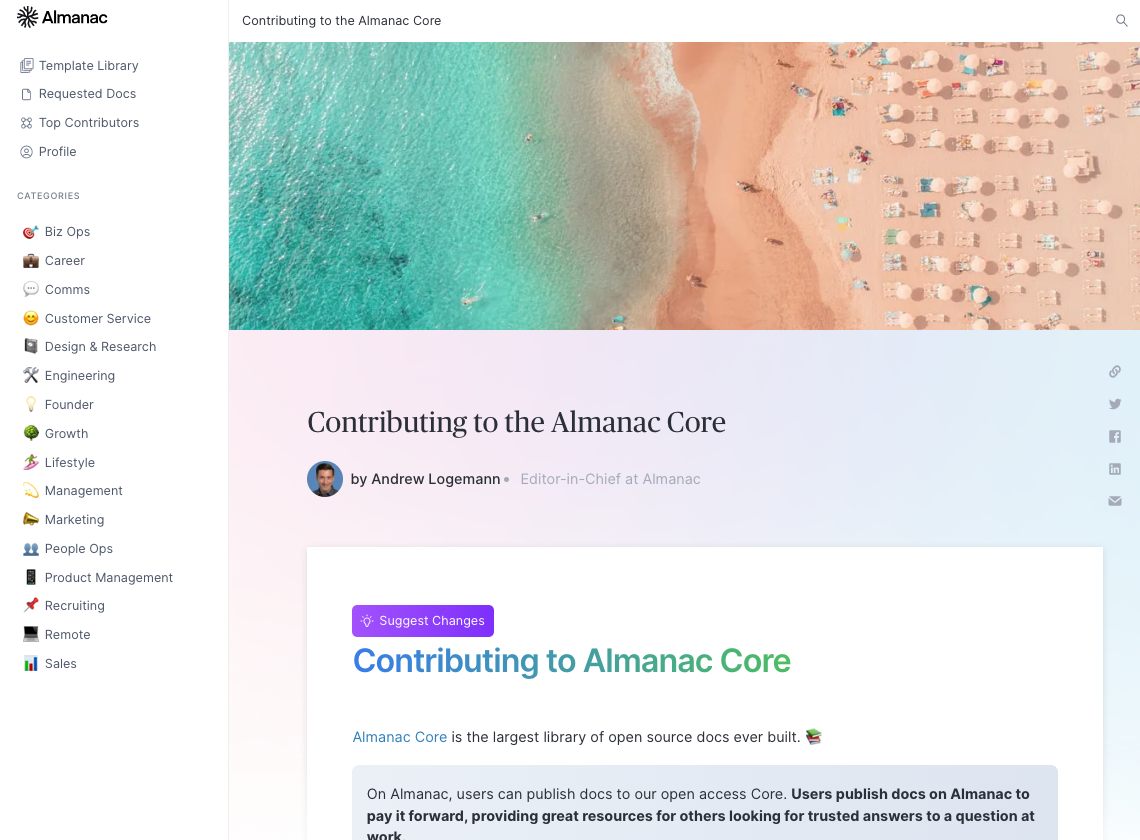 Almanac
Template Library
Requested Docs
Top Contributors
Profile
CATEGORIES
Biz Ops
Career
Comms
Customer Service
Design & Research
Engineering
Founder
Growth
Lifestyle
Management
Marketing
People Ops
Product Management
Recruiting
Remote
Sales
Contributing to the Almanac Core
Contributing to the Almanac Core
by Andrew Logemann • Editor-in-Chief at Almanac
Suggest Changes
Contributing to Almanac Core
Almanac Core is the largest library of open source docs ever built. 📚
On Almanac, users can publish docs to our open access Core. Users publish docs on Almanac to
pay it forward, providing great resources for others looking for trusted answers to a question at
work.